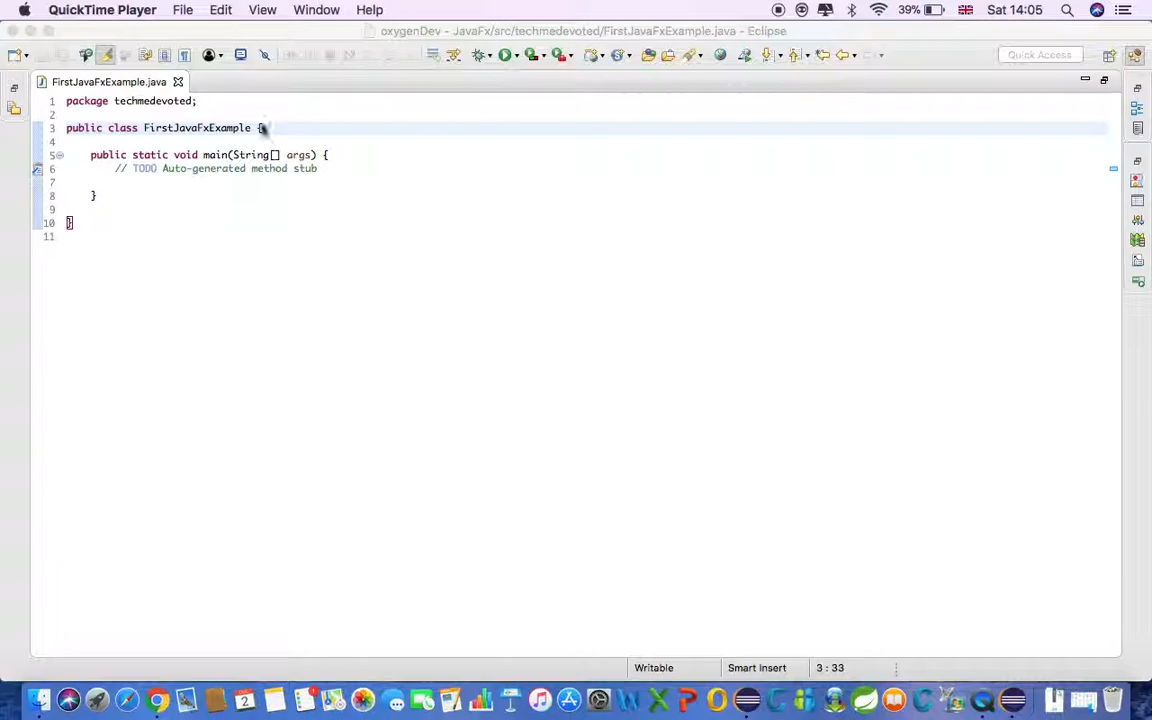 QuickTime Player File Edit View Window Help 39% Sat 14:05
oxygenDev - JavaFx/src/techmedevoted/FirstJavaFxExample.java - Eclipse
Quick Access
FirstJavaFxExample.java
1 package techmedevoted;
2
3 public class FirstJavaFxExample {
4
5 public static void main(String[] args) {
6 // TODO Auto-generated method stub
7
8 }
9
10 }
11
Writable Smart Insert 3 : 33